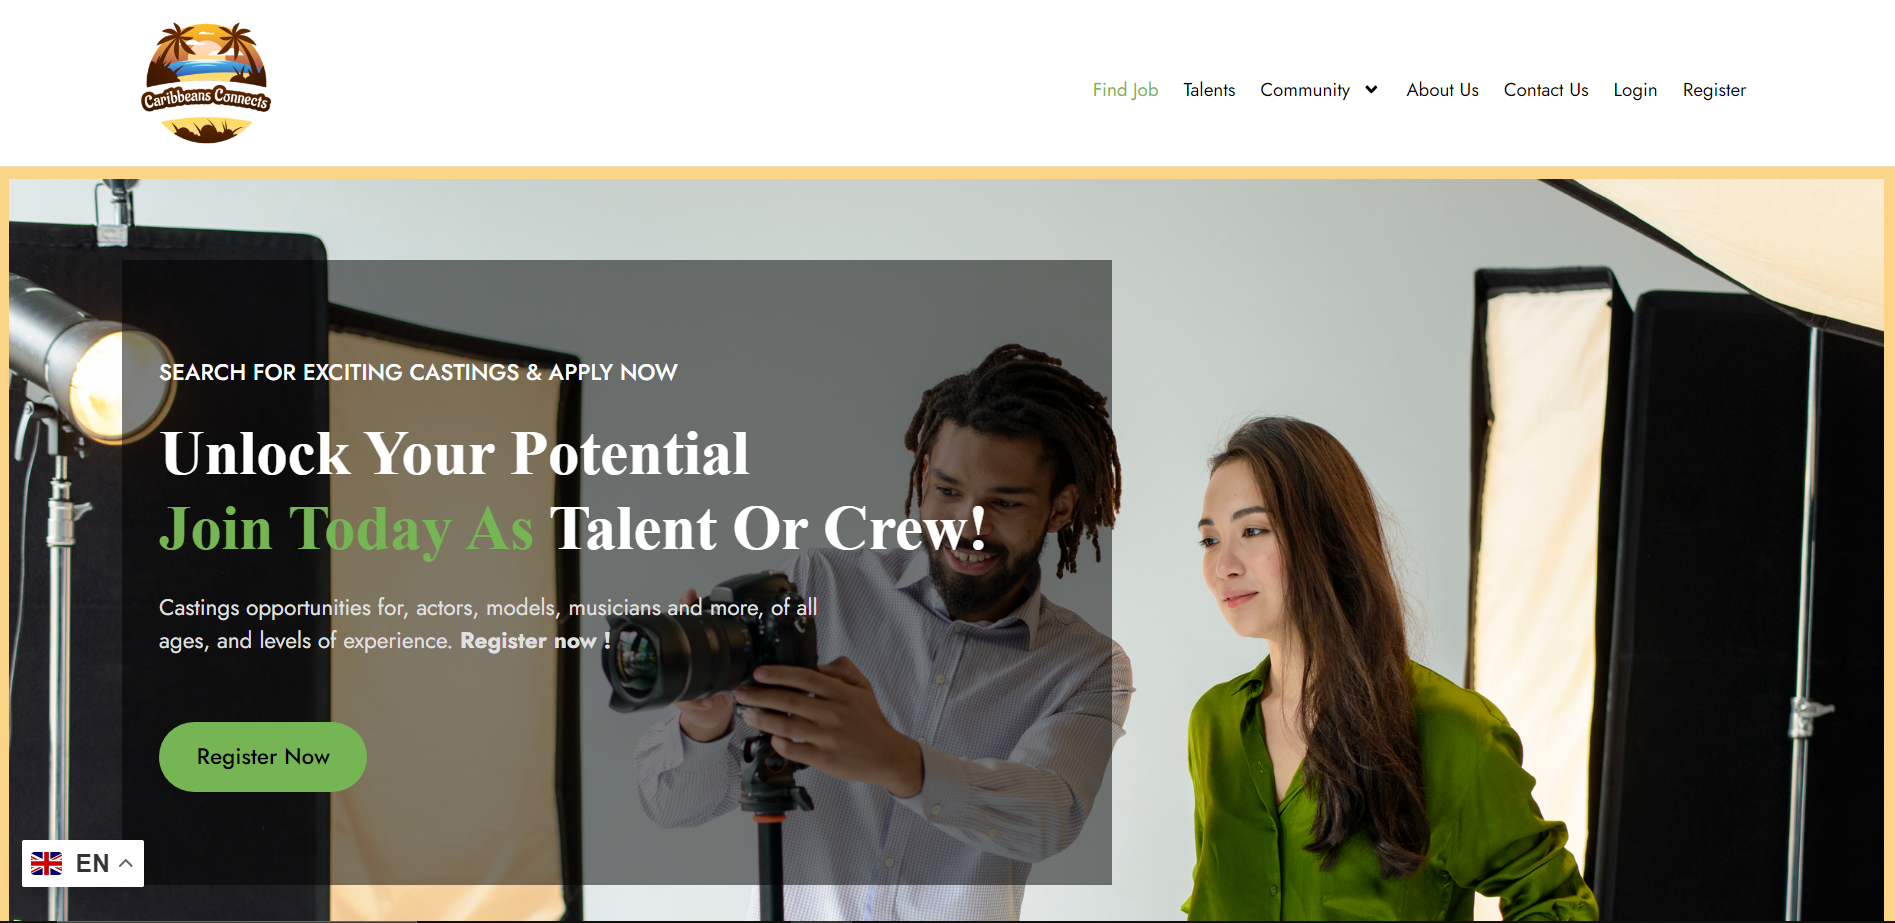 Caribbeans Connects
Find Job
Talents
Community
About Us
Contact Us
Login
Register
SEARCH FOR EXCITING CASTINGS & APPLY NOW
Unlock Your Potential
Join Today As Talent Or Crew!
Castings opportunities for, actors, models, musicians and more, of all
ages, and levels of experience. Register now !
Register Now
EN